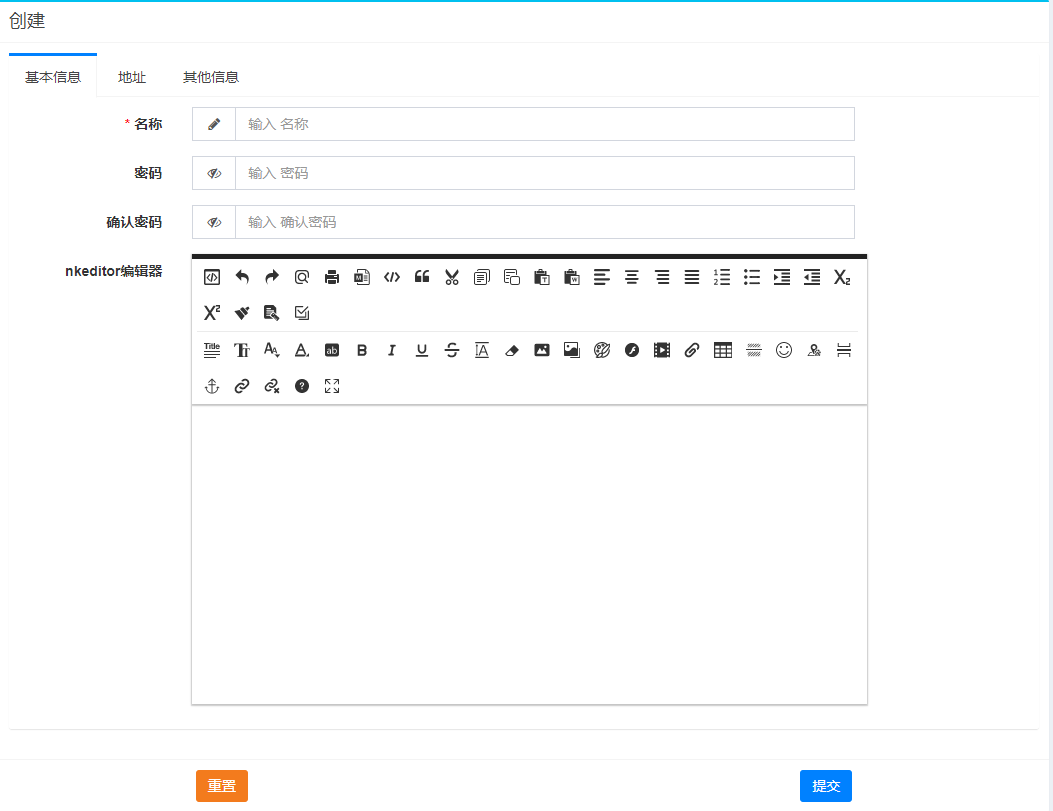 创建
基本信息 地址 其他信息
* 名称 输入 名称
密码 输入 密码
确认密码 输入 确认密码
nkeditor编辑器
重置 提交